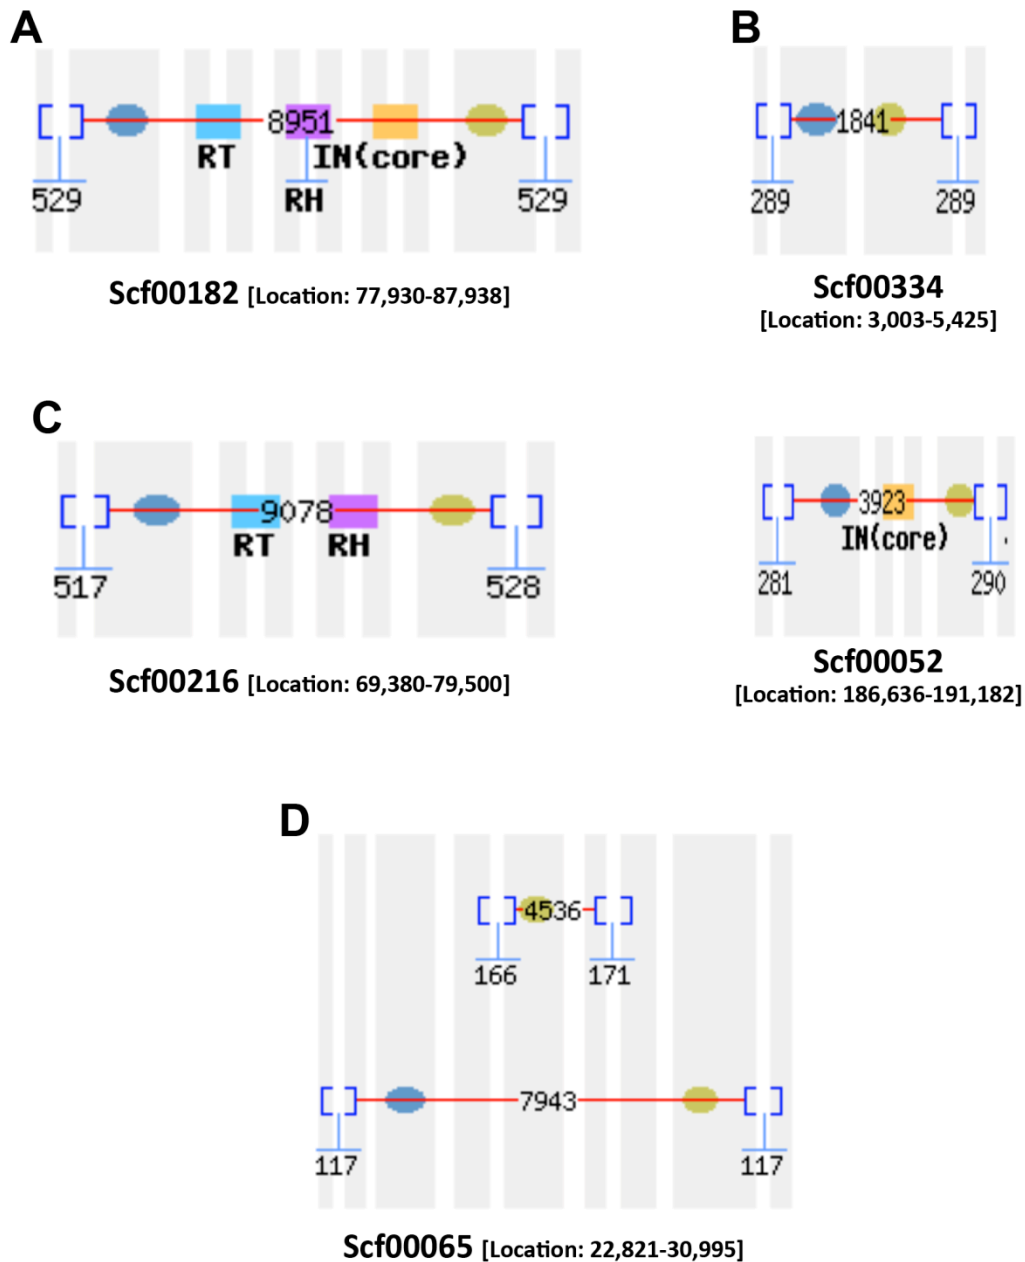 A
B
8951
RT
IN(core)
529
RH
529
Scf00182 [Location: 77,930-87,938]
1841
289
289
Scf00334
[Location: 3,003-5,425]
C
9078
RT
RH
517
528
Scf00216 [Location: 69,380-79,500]
3923
IN(core)
281
290
Scf00052
[Location: 186,636-191,182]
D
4536
166
171
7943
117
117
Scf00065 [Location: 22,821-30,995]